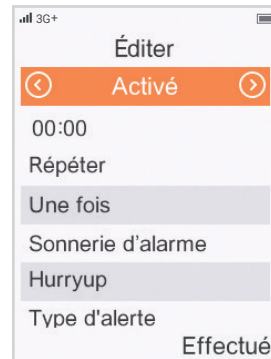 3G+
Éditer
Activé
00:00
Répéter
Une fois
Sonnerie d'alarme
Hurryup
Type d'alerte
Effectué